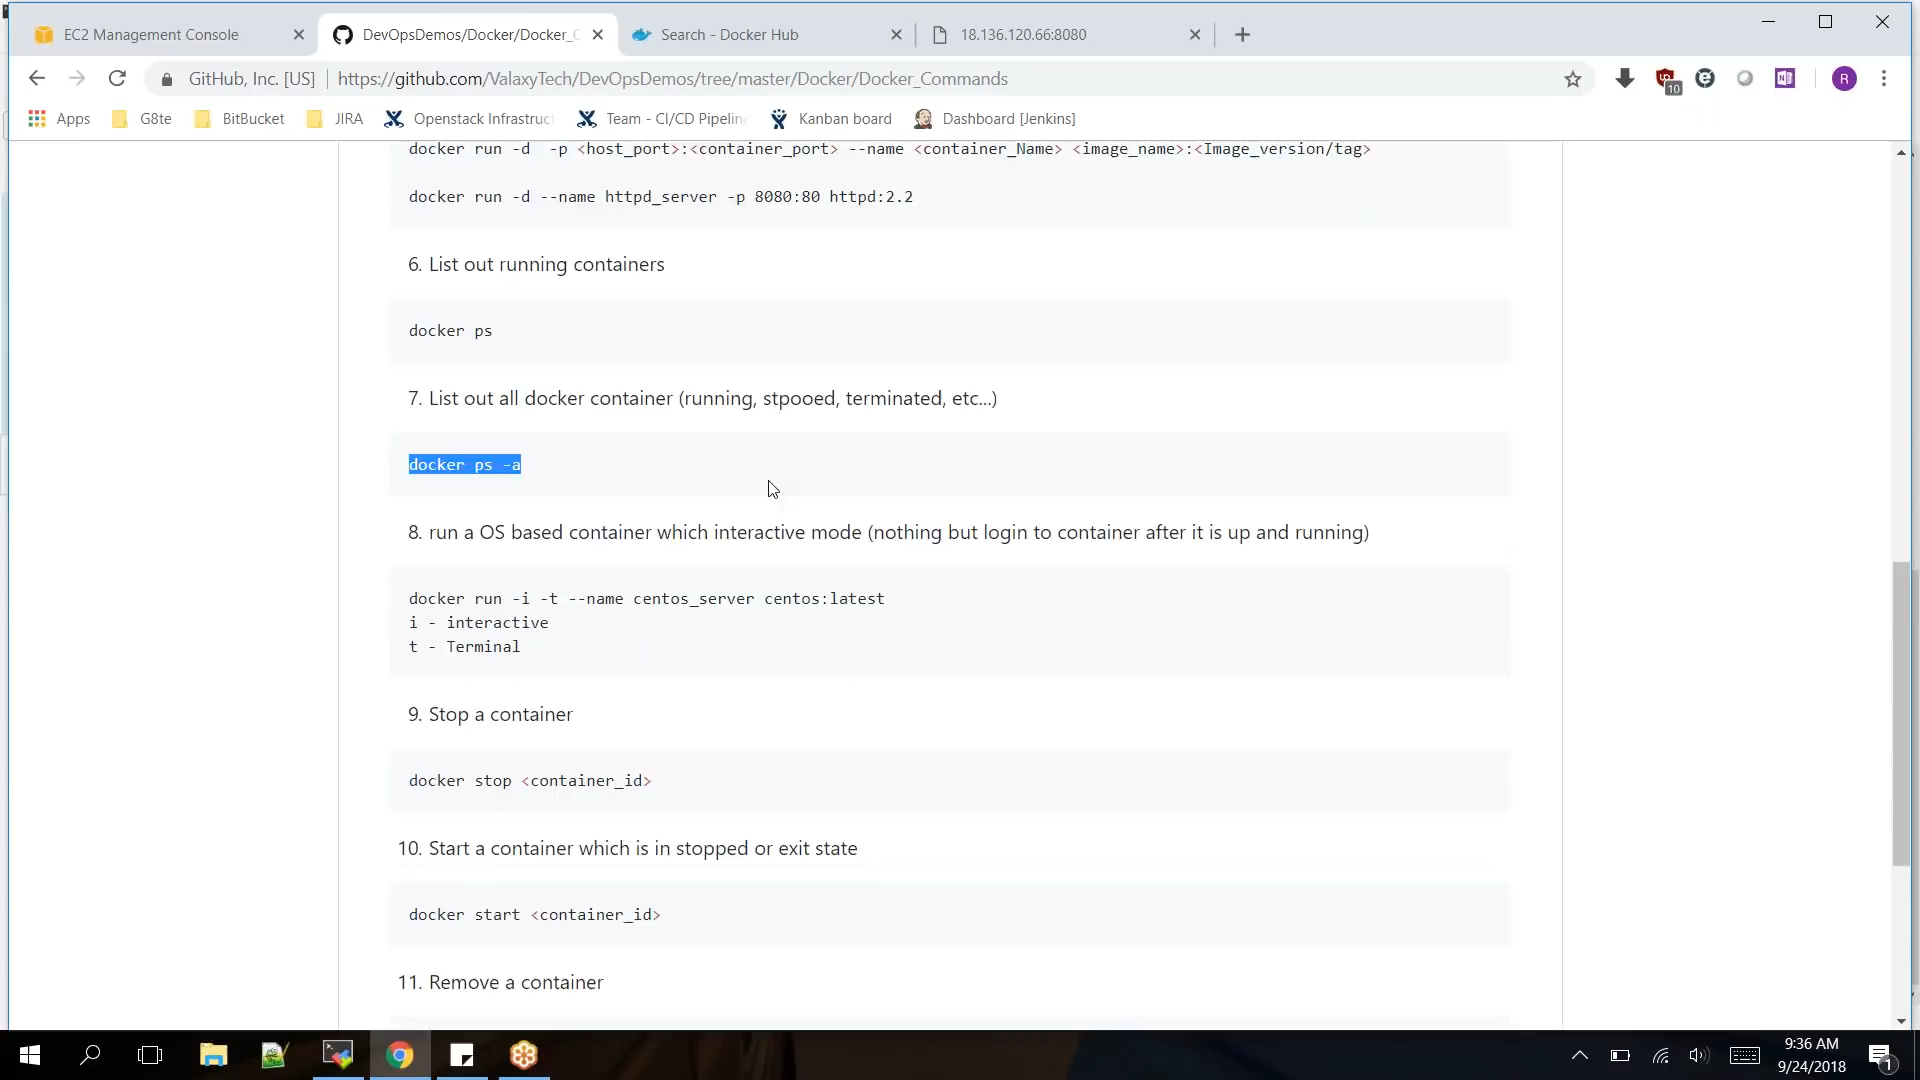 EC2 Management Console
DevOpsDemos/Docker/Docker_C
Search - Docker Hub
18.136.120.66:8080
GitHub, Inc. [US]
https://github.com/ValaxyTech/DevOpsDemos/tree/master/Docker/Docker_Commands
10
R
Apps
G8te
BitBucket
JIRA
Openstack Infrastruct
Team - CI/CD Pipelin
Kanban board
Dashboard [Jenkins]
docker run -d  -p <host_port>:<container_port> --name <container_Name> <image_name>:<Image_version/tag>
docker run -d --name httpd_server -p 8080:80 httpd:2.2
6. List out running containers
docker ps
7. List out all docker container (running, stpooed, terminated, etc...)
docker ps -a
8. run a OS based container which interactive mode (nothing but login to container after it is up and running)
docker run -i -t --name centos_server centos:latest
i - interactive
t - Terminal
9. Stop a container
docker stop <container_id>
10. Start a container which is in stopped or exit state
docker start <container_id>
11. Remove a container
9:36 AM
9/24/2018
1